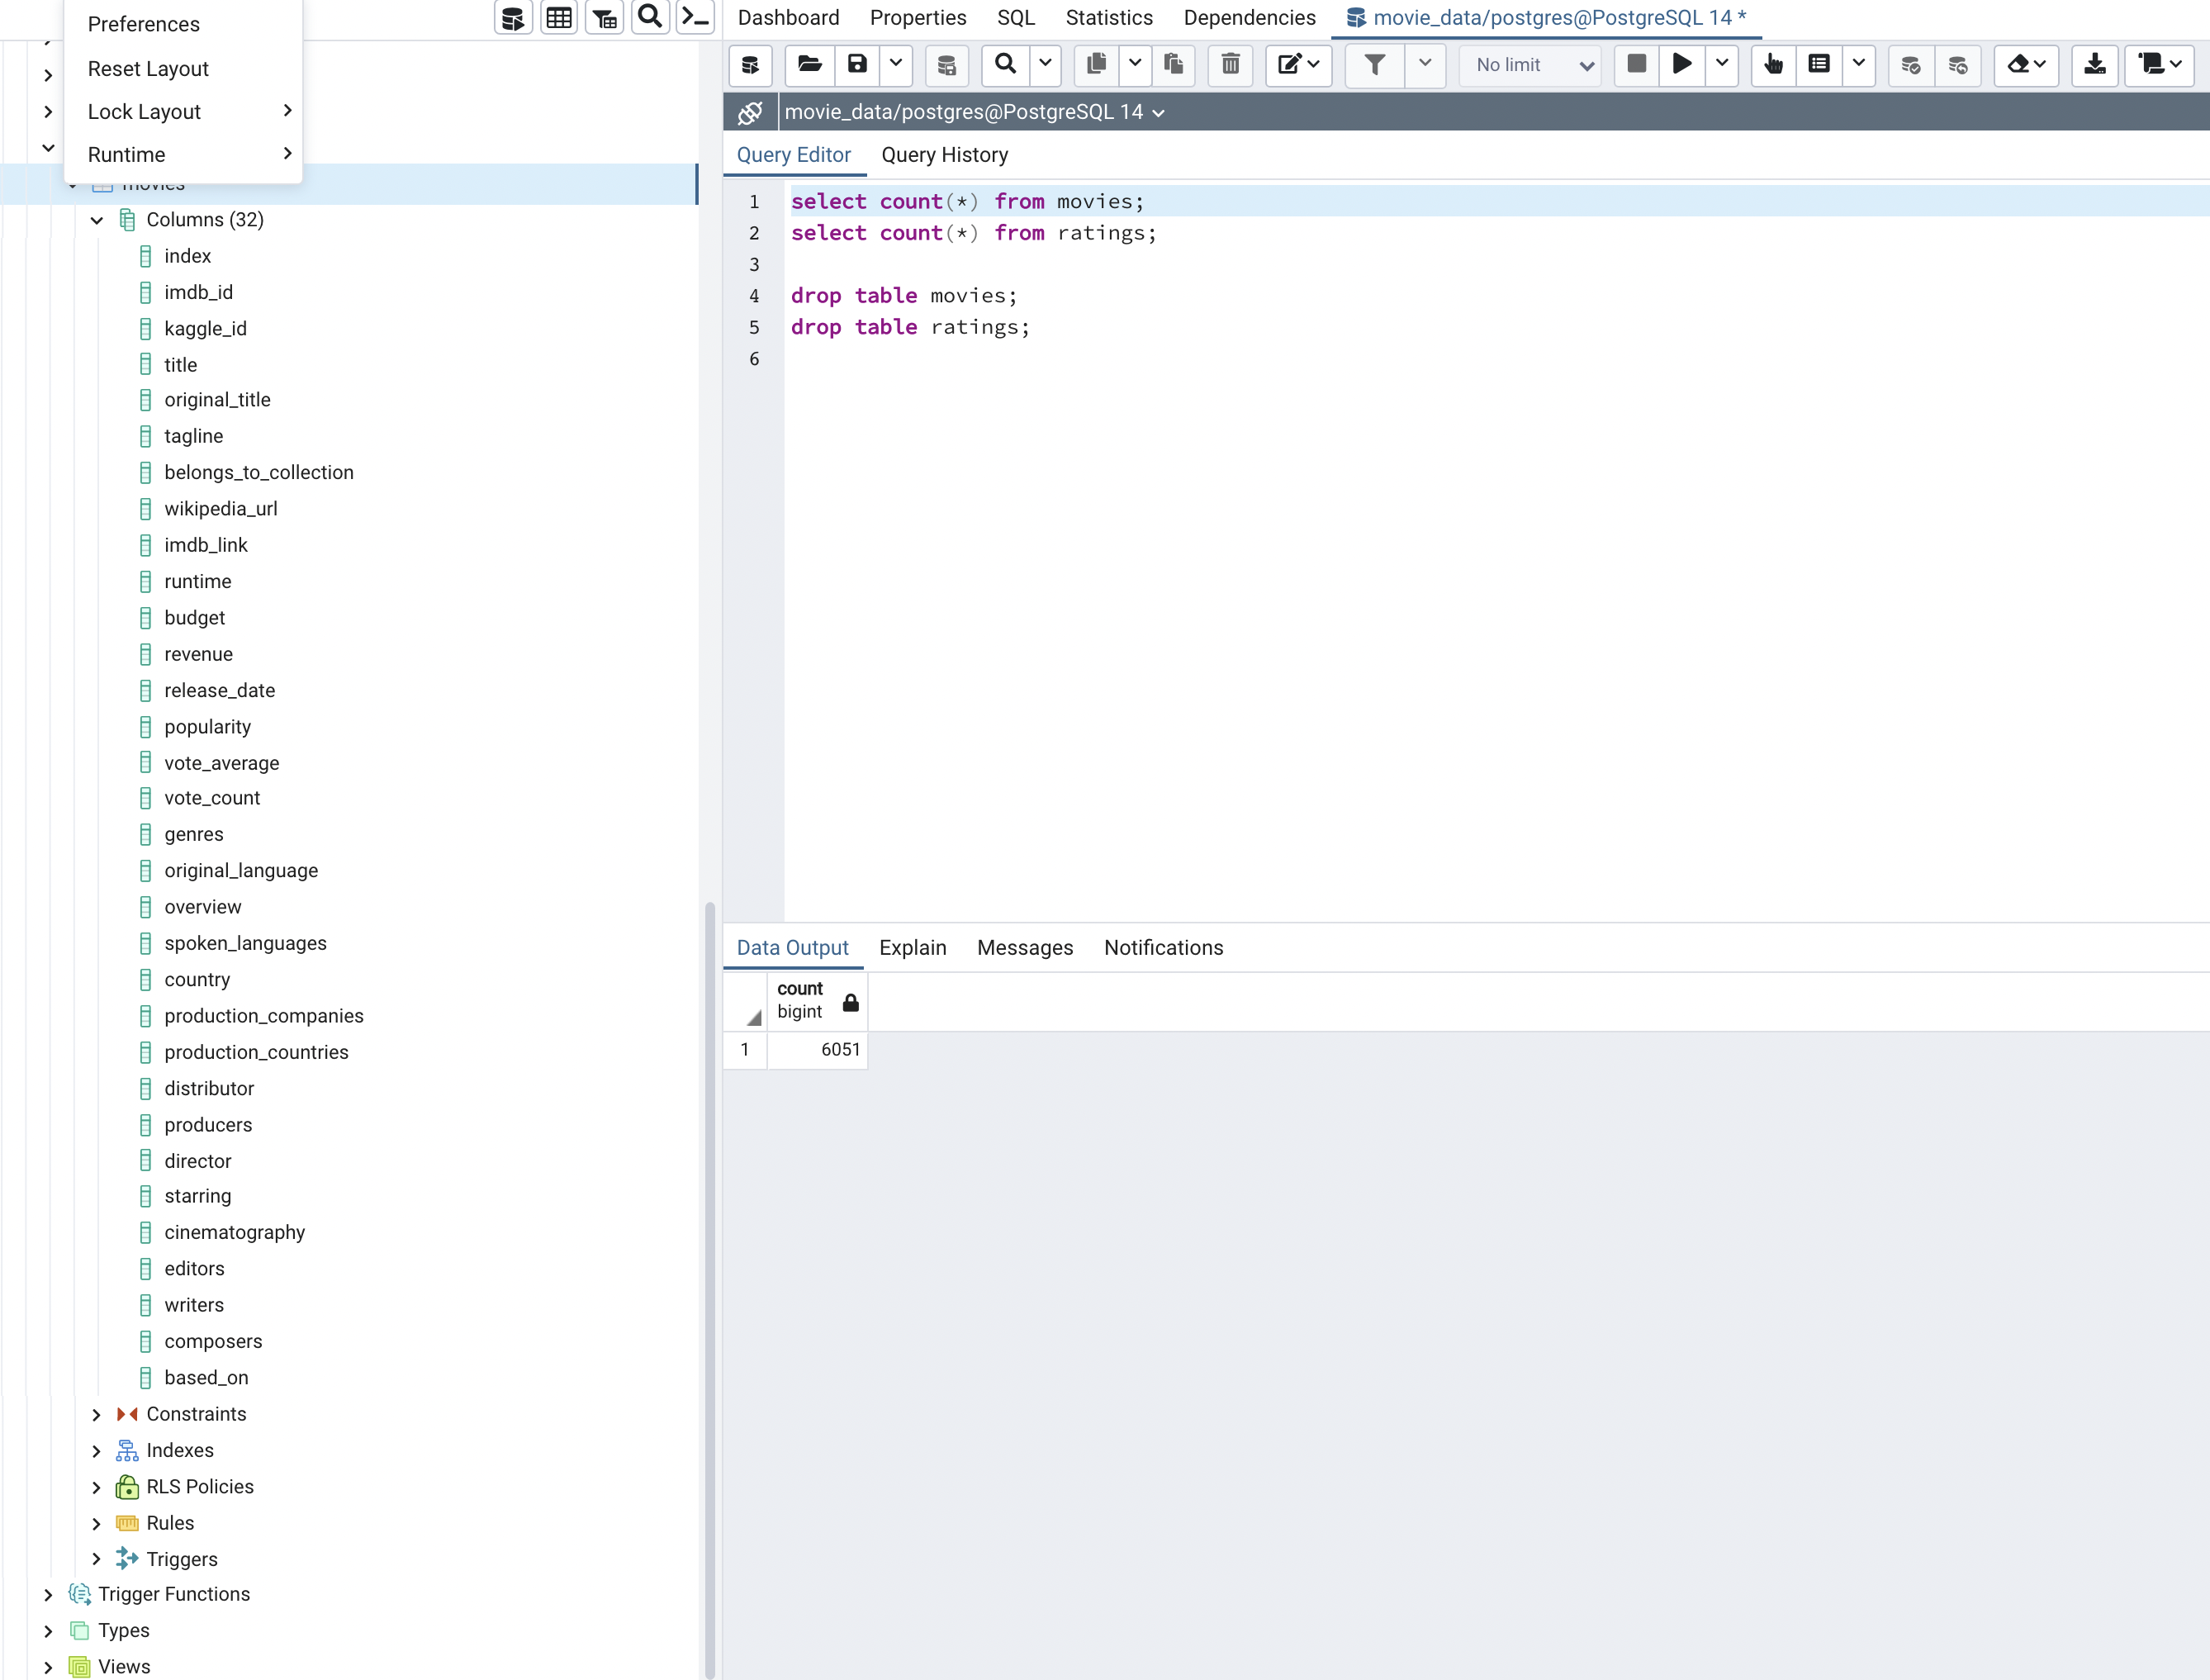 Preferences
Reset Layout
Lock Layout
Runtime
movies
Columns (32)
index
imdb_id
kaggle_id
title
original_title
tagline
belongs_to_collection
wikipedia_url
imdb_link
runtime
budget
revenue
release_date
popularity
vote_average
vote_count
genres
original_language
overview
spoken_languages
country
production_companies
production_countries
distributor
producers
director
starring
cinematography
editors
writers
composers
based_on
Constraints
Indexes
RLS Policies
Rules
Triggers
Trigger Functions
Types
Views
Dashboard Properties SQL Statistics Dependencies movie_data/postgres@PostgreSQL 14 *
No limit
movie_data/postgres@PostgreSQL 14
Query Editor Query History
1 select count(*) from movies;
2 select count(*) from ratings;
3
4 drop table movies;
5 drop table ratings;
6
Data Output Explain Messages Notifications
count
bigint
1 6051